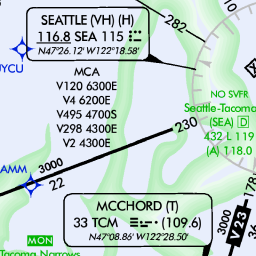 SEATTLE (VH) (H)
116.8 SEA 115
N47°26.12' W122°18.58'
282
JYCU
MCA
V120 6300E
V4 6200E
V495 4700S
V298 4300E
V2 4300E
NO SVFR
Seattle-Tacoma
(SEA) D
432 L 119
(A) 118.0
230
3000
AMM
22
MCCHORD (T)
33 TCM (109.6)
N47°08.86' W122°28.50'
178
3000
V23
MON
Tacoma Narrows